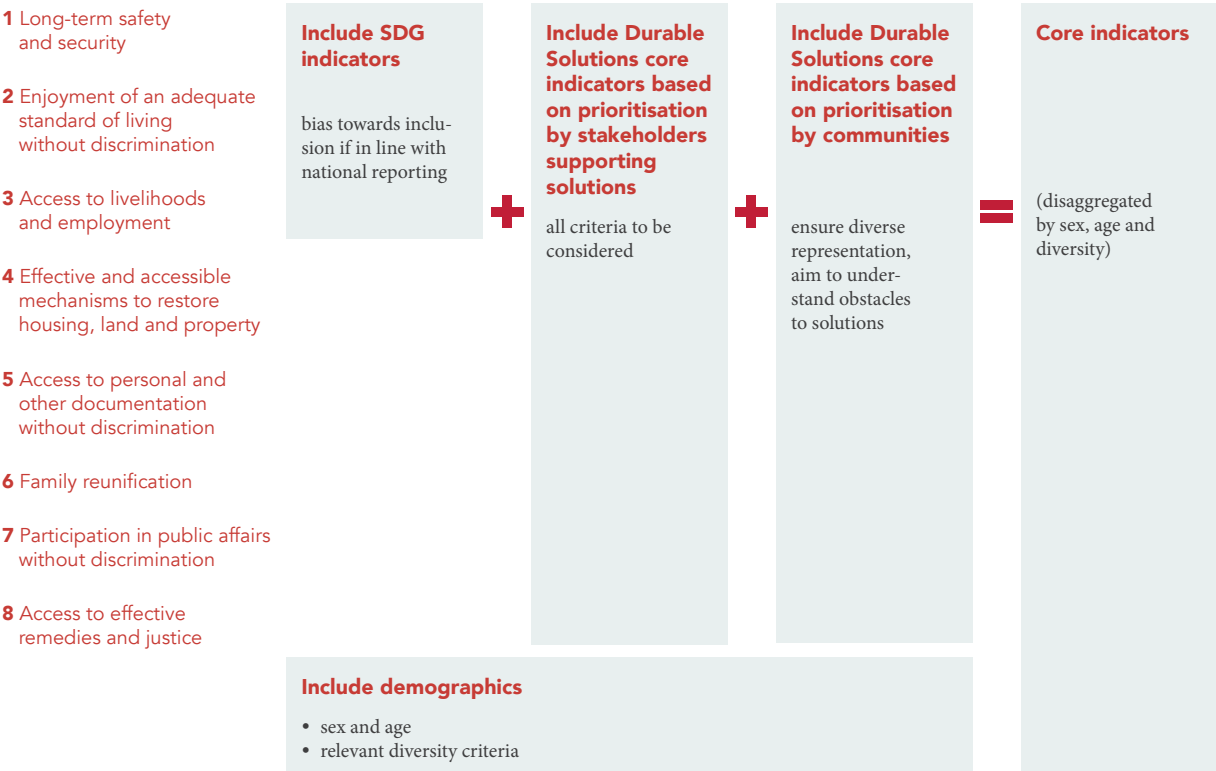 1 Long-term safety
and security
2 Enjoyment of an adequate
standard of living
without discrimination
3 Access to livelihoods
and employment
4 Effective and accessible
mechanisms to restore
housing, land and property
5 Access to personal and
other documentation
without discrimination
6 Family reunification
7 Participation in public affairs
without discrimination
8 Access to effective
remedies and justice
Include SDG
indicators
bias towards inclu-
sion if in line with
national reporting
+
Include Durable
Solutions core
indicators based
on prioritisation
by stakeholders
supporting
solutions
all criteria to be
considered
+
Include Durable
Solutions core
indicators based
on prioritisation
by communities
ensure diverse
representation,
aim to under-
stand obstacles
to solutions
=
Core indicators
(disaggregated
by sex, age and
diversity)
Include demographics
• sex and age
• relevant diversity criteria